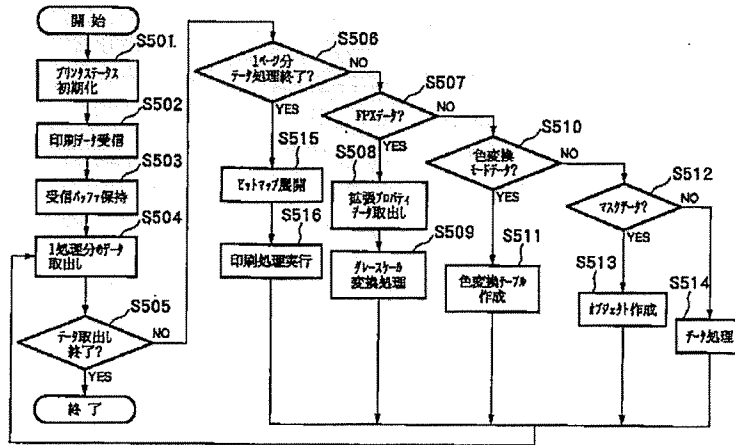 開始
S501
プリンタステータス
初期化
S502
印刷データ受信
S503
受信バッファ保持
S504
1処理分のデータ
取出し
S505
データ取出し
終了?
NO
YES
終了
S506
1ページ分
データ処理終了?
NO
YES
S515
ビットマップ展開
S516
印刷処理実行
S507
FPXデータ?
NO
YES
S508
拡張プロパティ
データ取出し
S509
グレースケール
変換処理
S510
色変換
モードデータ?
NO
YES
S511
色変換テーブル
作成
S512
マスクデータ?
NO
YES
S513
オブジェクト作成
S514
データ処理